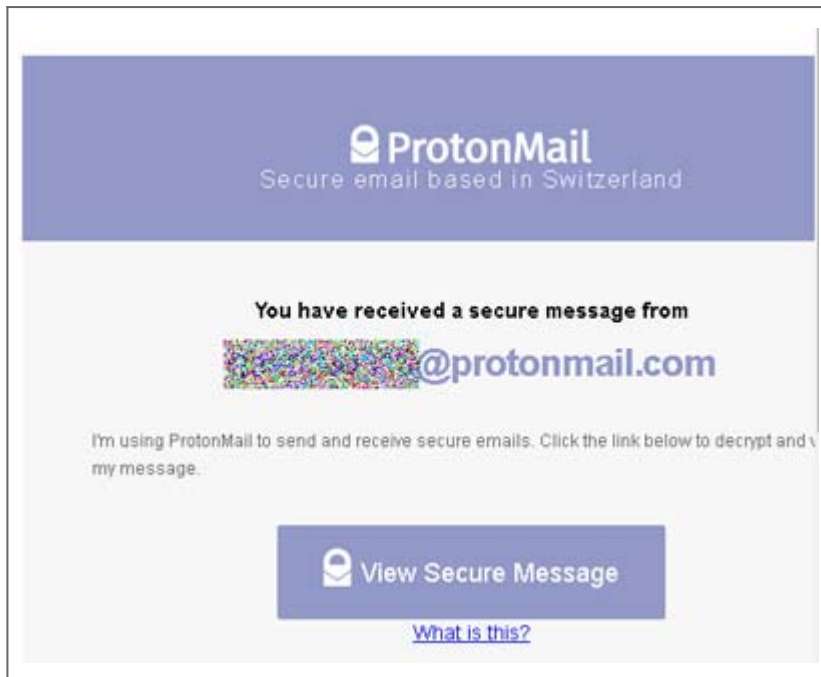 ProtonMail
Secure email based in Switzerland
You have received a secure message from
@protonmail.com
I'm using ProtonMail to send and receive secure emails. Click the link below to decrypt and
my message.
View Secure Message
What is this?